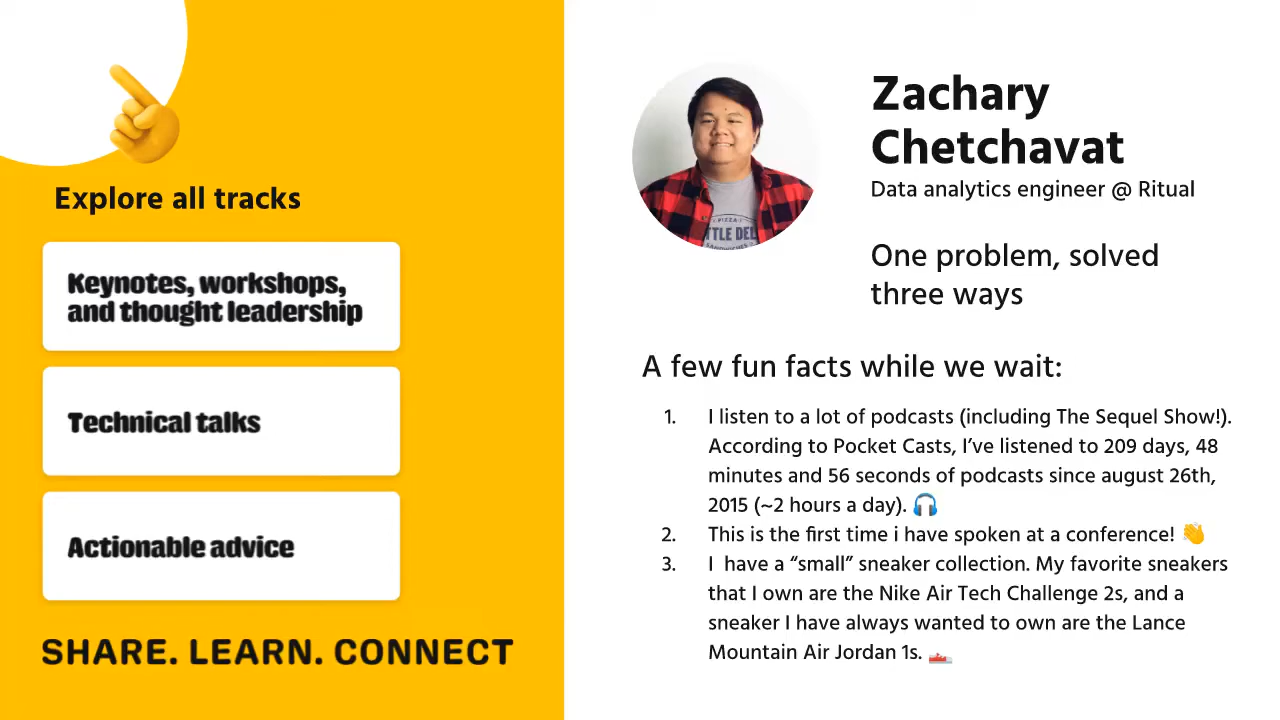 Explore all tracks
Keynotes, workshops,
and thought leadership
Technical talks
Actionable advice
SHARE. LEARN. CONNECT
Zachary
Chetchavat
Data analytics engineer @ Ritual
One problem, solved
three ways
A few fun facts while we wait:
1. I listen to a lot of podcasts (including The Sequel Show!).
According to Pocket Casts, I’ve listened to 209 days, 48
minutes and 56 seconds of podcasts since august 26th,
2015 (~2 hours a day). 🎧
2. This is the first time i have spoken at a conference! 👏
3. I have a “small” sneaker collection. My favorite sneakers
that I own are the Nike Air Tech Challenge 2s, and a
sneaker I have always wanted to own are the Lance
Mountain Air Jordan 1s. 👟
PIZZA